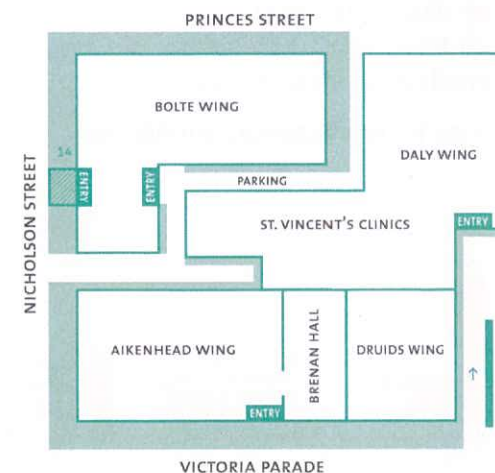 PRINCES STREET
BOLTE WING
14
DALY WING
ENTRY
ENTRY
PARKING
NICHOLSON STREET
ST. VINCENT'S CLINICS
ENTRY
AIKENHEAD WING
BRENAN HALL
DRUIDS WING
ENTRY
VICTORIA PARADE